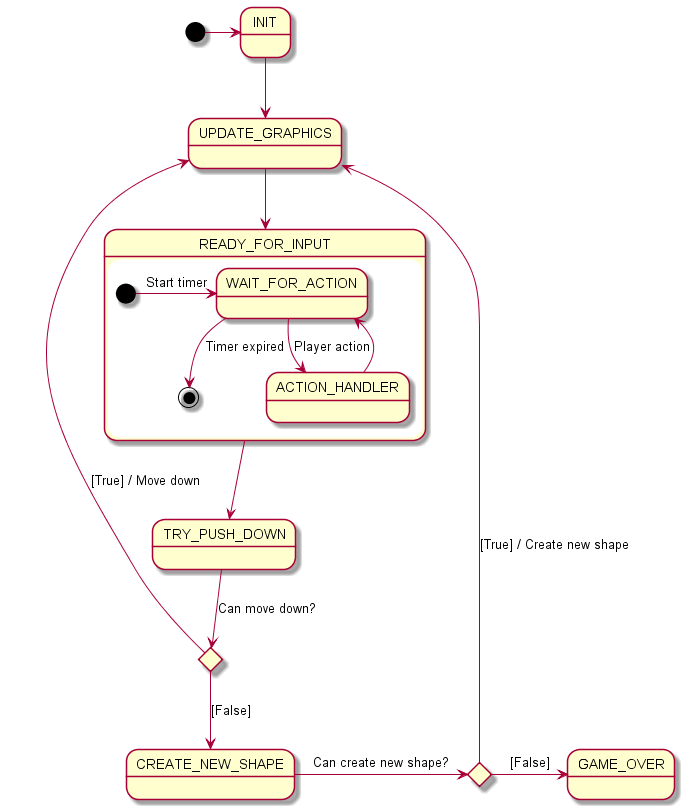 INIT
UPDATE_GRAPHICS
READY_FOR_INPUT
Start timer
WAIT_FOR_ACTION
Timer expired
Player action
ACTION_HANDLER
[True] / Move down
TRY_PUSH_DOWN
[True] / Create new shape
Can move down?
[False]
CREATE_NEW_SHAPE
Can create new shape?
[False]
GAME_OVER